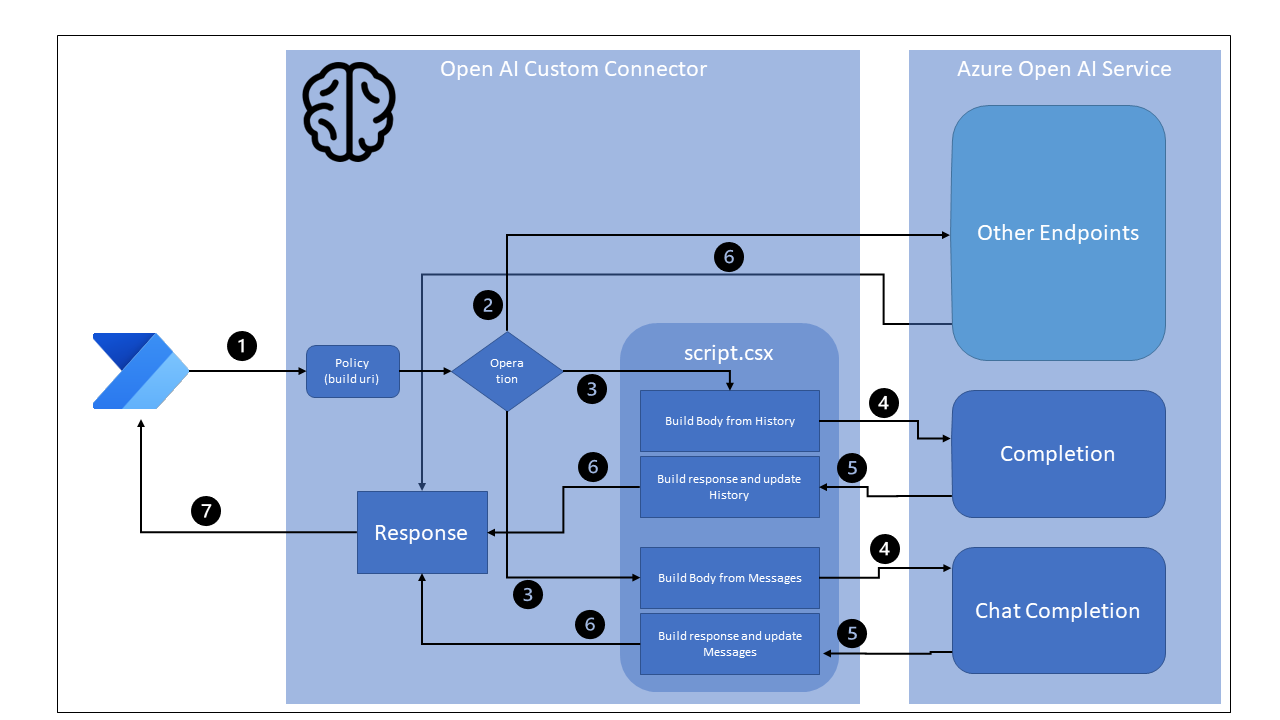 Open AI Custom Connector
Azure Open AI Service
Other Endpoints
6
2
1
script.csx
Policy
(build uri)
Opera
tion
3
4
Build Body from History
Completion
6
5
Build response and update
History
7
Response
4
Build Body from Messages
3
Chat Completion
6
5
Build response and update
Messages